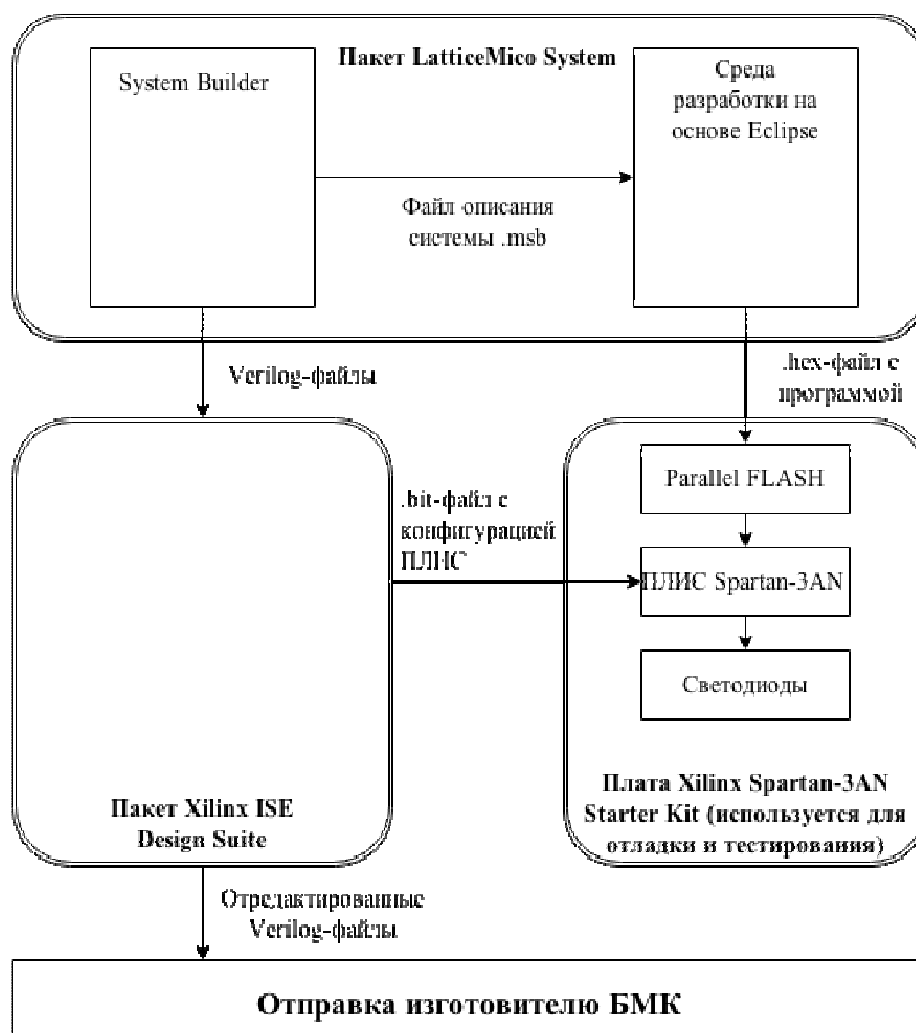 Пакет LatticeMico System
System Builder
Среда
разработки на
основе Eclipse
Файл описания
системы .msb
Verilog-файлы
.hex-файл с
программой
.bit-файл с
конфигурацией
ПЛИС
Parallel FLASH
ПЛИС Spartan-3AN
Светодиоды
Пакет Xilinx ISE
Design Suite
Плата Xilinx Spartan-3AN
Starter Kit (используется для
отладки и тестирования)
Отредактированные
Verilog-файлы
Отправка изготовителю БМК